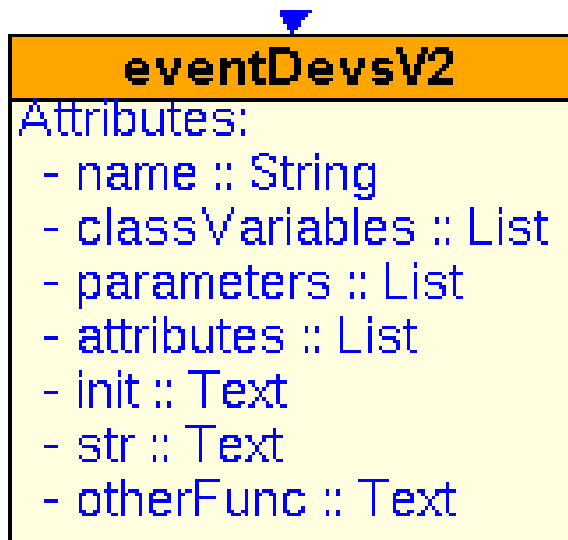 eventDevsV2
Attributes:
- name :: String
- classVariables :: List
- parameters :: List
- attributes :: List
- init :: Text
- str :: Text
- otherFunc :: Text